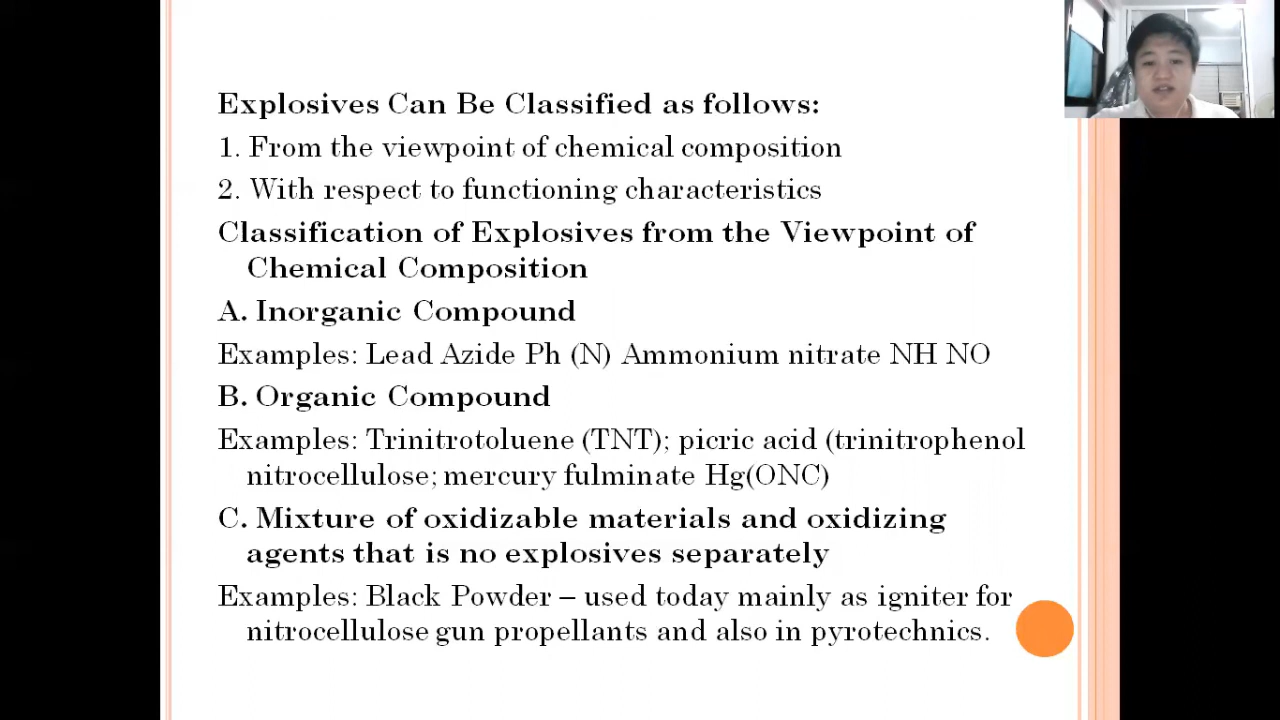 Explosives Can Be Classified as follows:
1. From the viewpoint of chemical composition
2. With respect to functioning characteristics
Classification of Explosives from the Viewpoint of
Chemical Composition
A. Inorganic Compound
Examples: Lead Azide Ph (N) Ammonium nitrate NH NO
B. Organic Compound
Examples: Trinitrotoluene (TNT); picric acid (trinitrophenol
nitrocellulose; mercury fulminate Hg(ONC)
C. Mixture of oxidizable materials and oxidizing
agents that is no explosives separately
Examples: Black Powder – used today mainly as igniter for
nitrocellulose gun propellants and also in pyrotechnics.